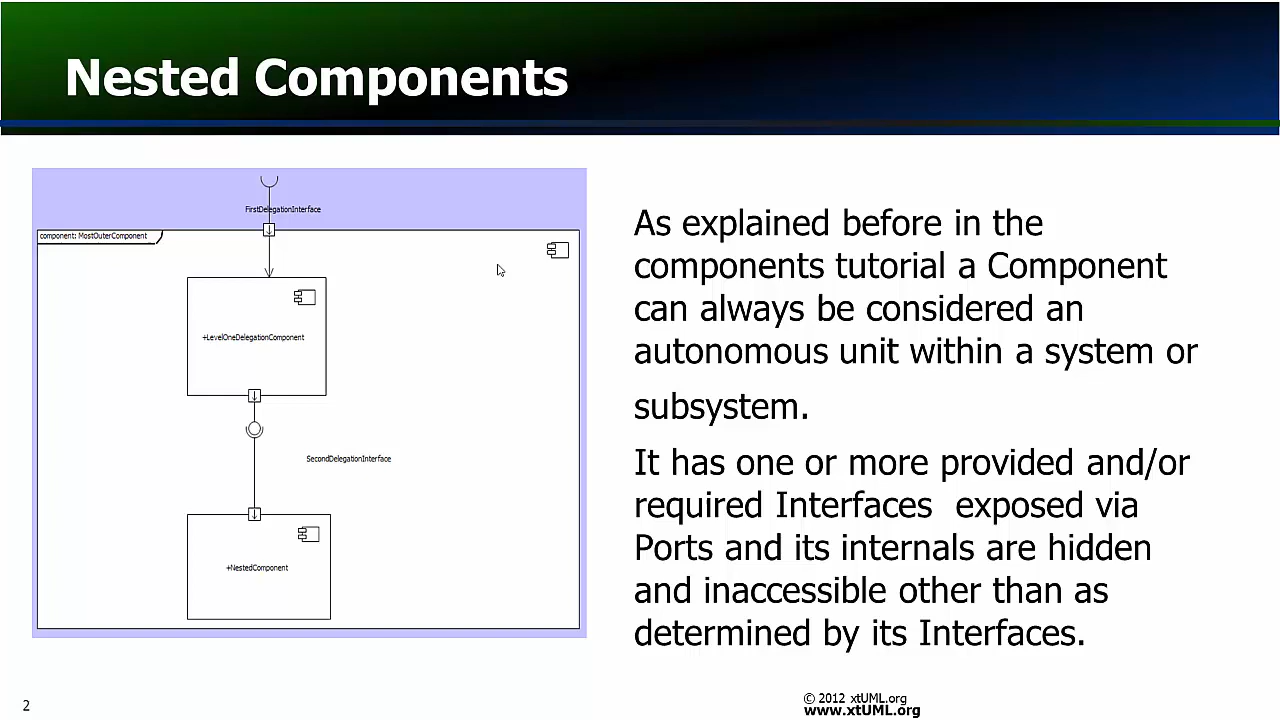 Nested Components
FirstDelegationInterface
component: MostOuterComponent
+LevelOneDelegationComponent
SecondDelegationInterface
+NestedComponent
As explained before in the
components tutorial a Component
can always be considered an
autonomous unit within a system or
subsystem.
It has one or more provided and/or
required Interfaces  exposed via
Ports and its internals are hidden
and inaccessible other than as
determined by its Interfaces.
2
© 2012 xtUML.org
www.xtUML.org